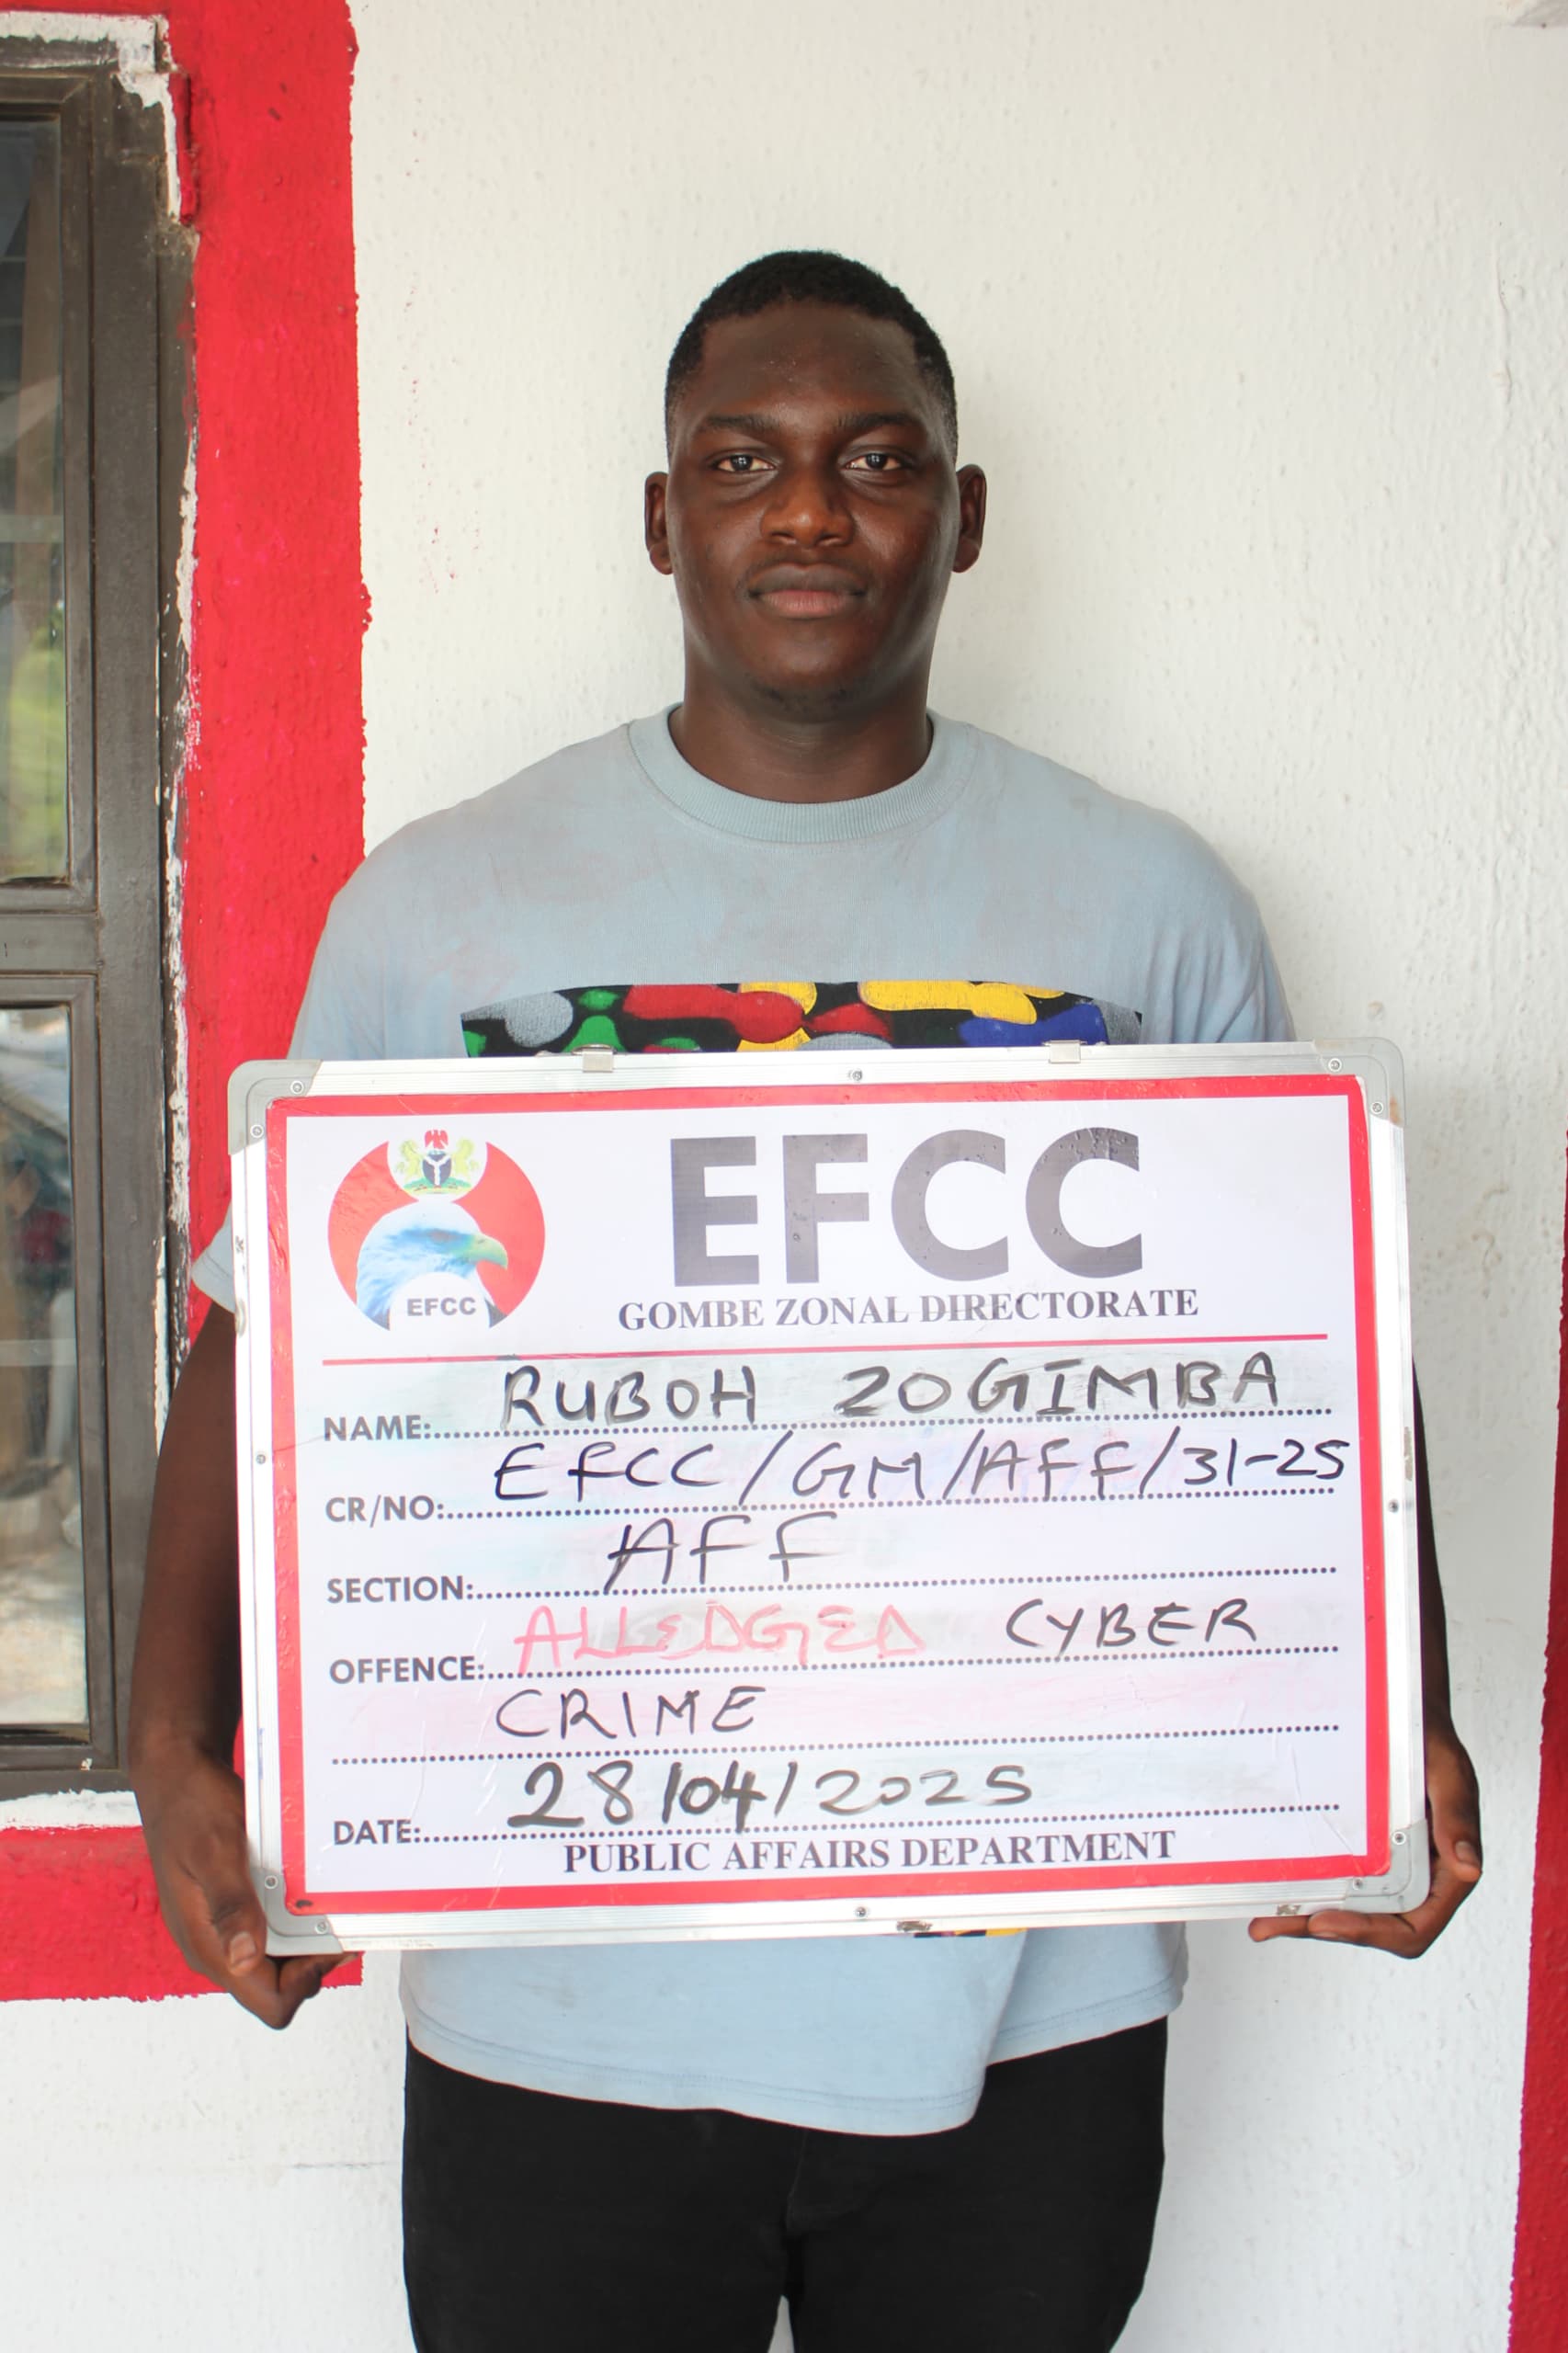 EFCC
EFCC
GOMBE ZONAL DIRECTORATE
NAME: RUBOH ZOGIMBA
CR/NO: EFCC/GM/AFF/31-25
SECTION: AFF
OFFENCE: ALLEDGED CYBER
CRIME
DATE: 28/04/2025
PUBLIC AFFAIRS DEPARTMENT